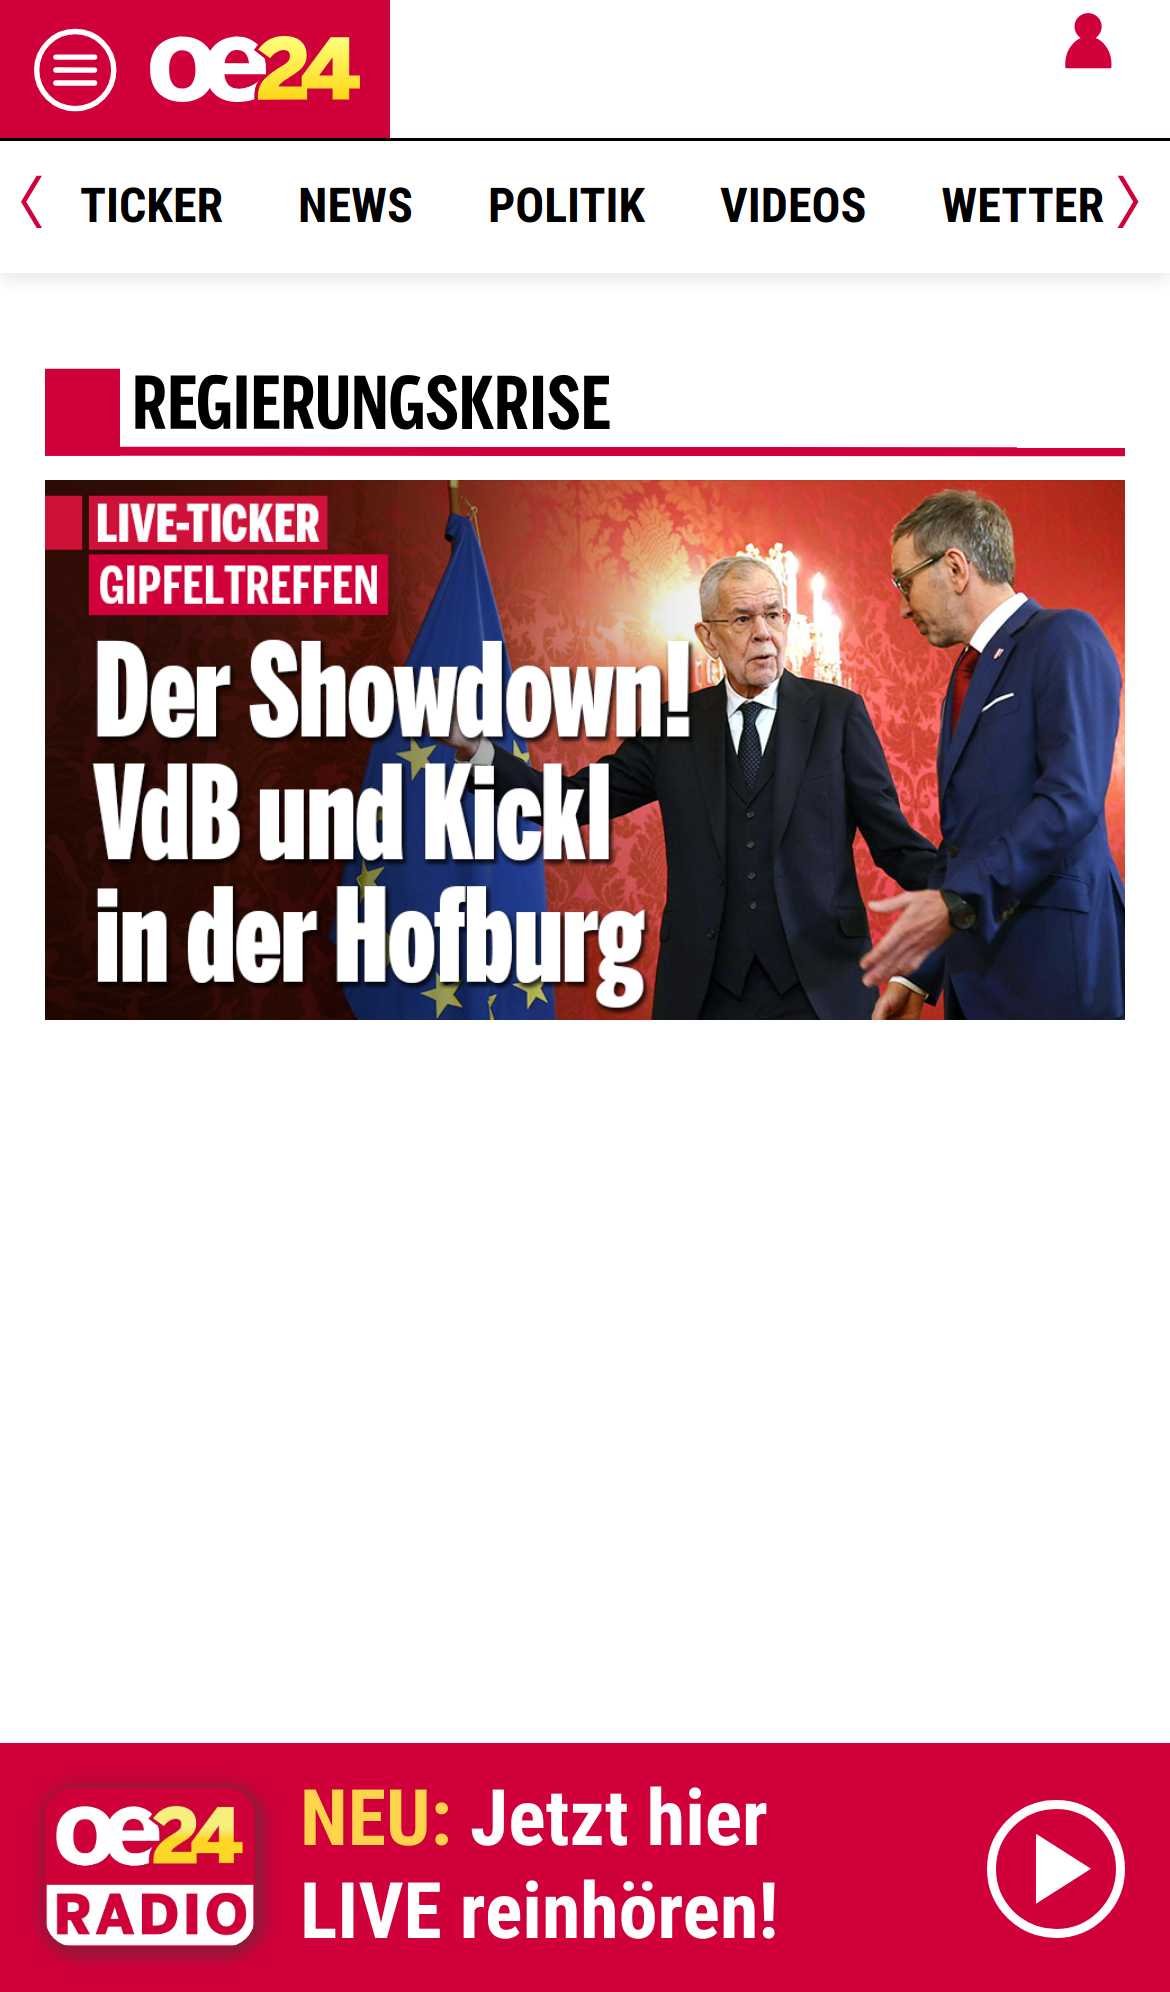 oe24
TICKER NEWS POLITIK VIDEOS WETTER
REGIERUNGSKRISE
LIVE-TICKER
GIPFELTREFFEN
Der Showdown!
VdB und Kickl
in der Hofburg
oe24
RADIO
NEU: Jetzt hier
LIVE reinhören!